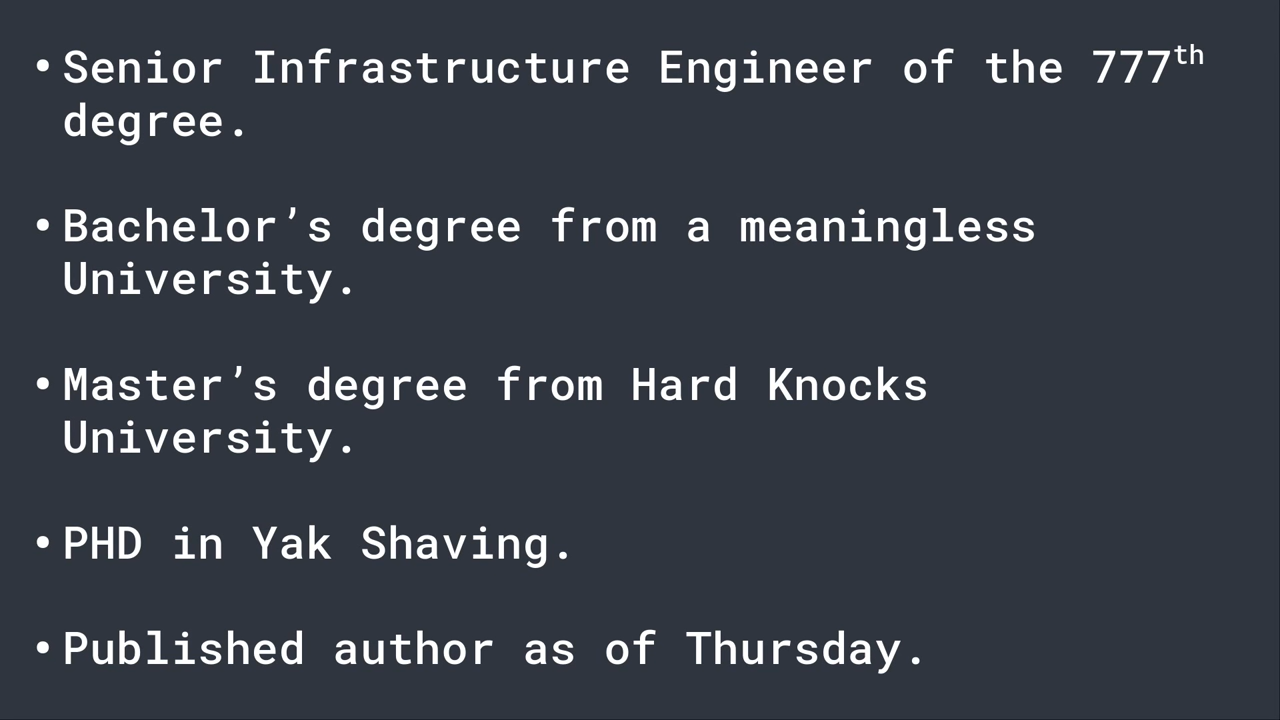 • Senior Infrastructure Engineer of the 777th
degree.
• Bachelor’s degree from a meaningless
University.
• Master’s degree from Hard Knocks
University.
• PHD in Yak Shaving.
• Published author as of Thursday.